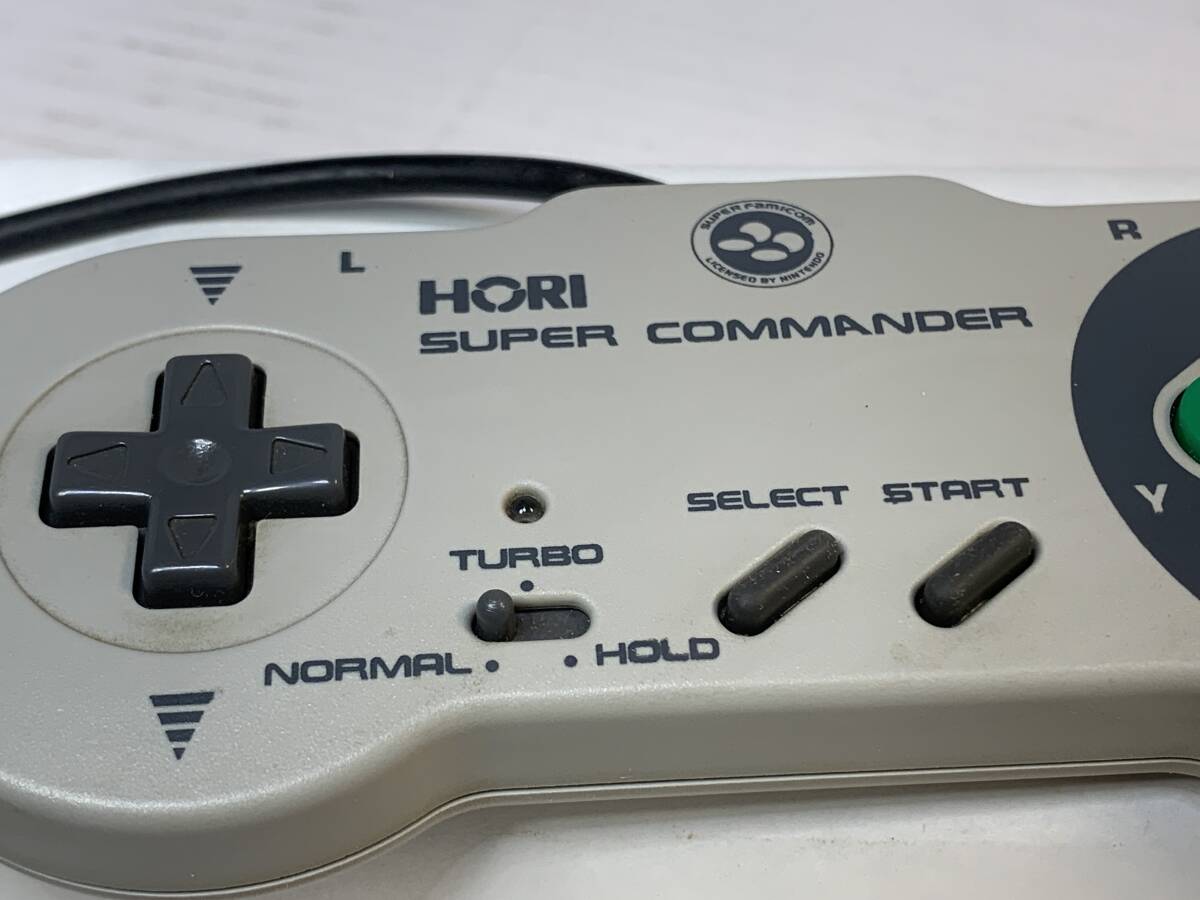 L
R
SUPER FAMICOM
LICENSED BY NINTENDO
HORI
SUPER COMMANDER
SELECT START
Y
TURBO
NORMAL • • HOLD